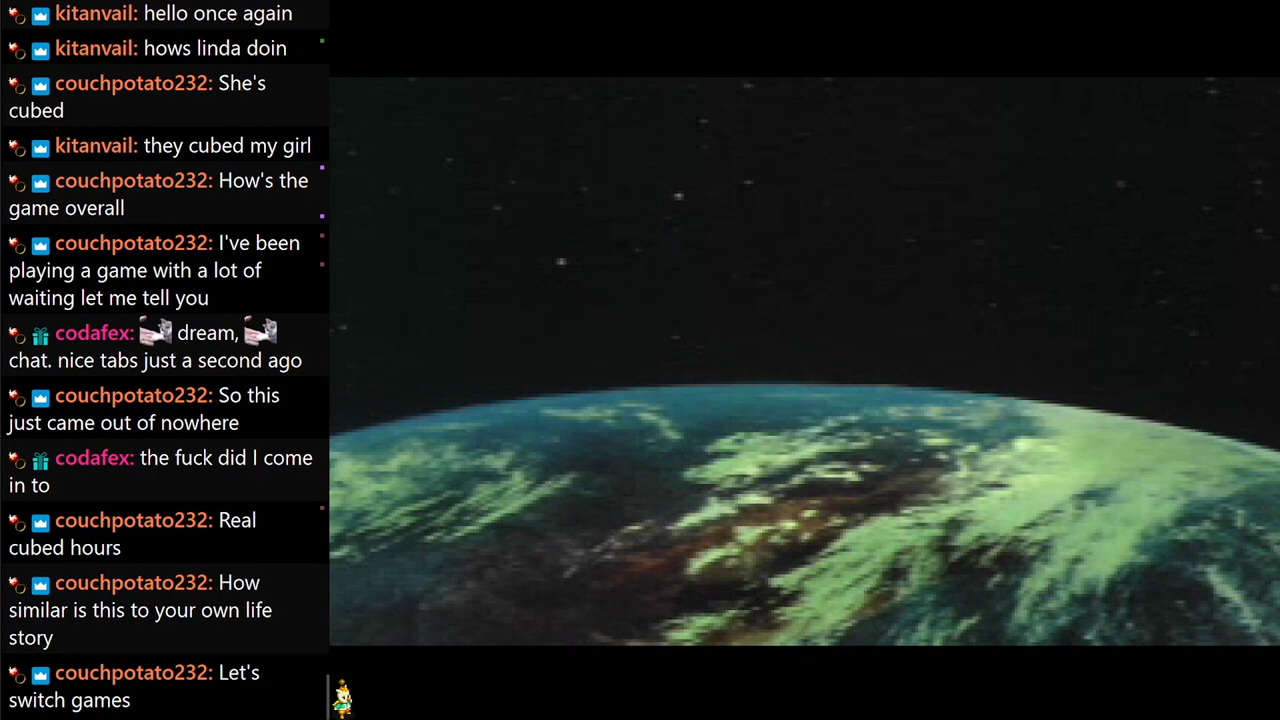 kitanvail: hello once again
kitanvail: hows linda doin
couchpotato232: She's
cubed
kitanvail: they cubed my girl
couchpotato232: How's the
game overall
couchpotato232: I've been
playing a game with a lot of
waiting let me tell you
codafex: dream,
chat. nice tabs just a second ago
couchpotato232: So this
just came out of nowhere
codafex: the fuck did I come
in to
couchpotato232: Real
cubed hours
couchpotato232: How
similar is this to your own life
story
couchpotato232: Let's
switch games